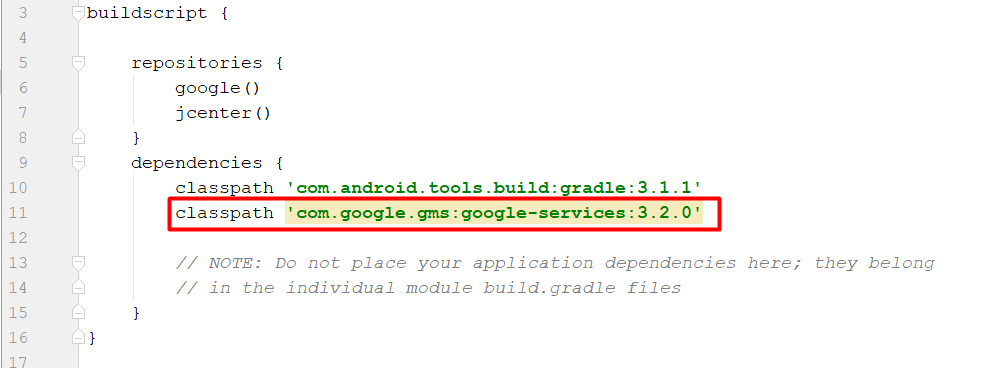 3 buildscript {
4
5 repositories {
6 google()
7 jcenter()
8 }
9 dependencies {
10 classpath 'com.android.tools.build:gradle:3.1.1'
11 classpath 'com.google.gms:google-services:3.2.0'
12
13 // NOTE: Do not place your application dependencies here; they belong
14 // in the individual module build.gradle files
15 }
16 }
17